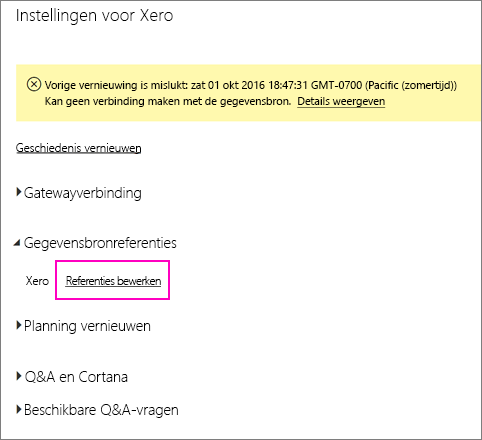 Instellingen voor Xero
Vorige vernieuwing is mislukt: zat 01 okt 2016 18:47:31 GMT-0700 (Pacific (zomertijd))
Kan geen verbinding maken met de gegevensbron. Details weergeven
Geschiedenis vernieuwen
Gatewayverbinding
Gegevensbronreferenties
Xero Referenties bewerken
Planning vernieuwen
Q&A en Cortana
Beschikbare Q&A-vragen